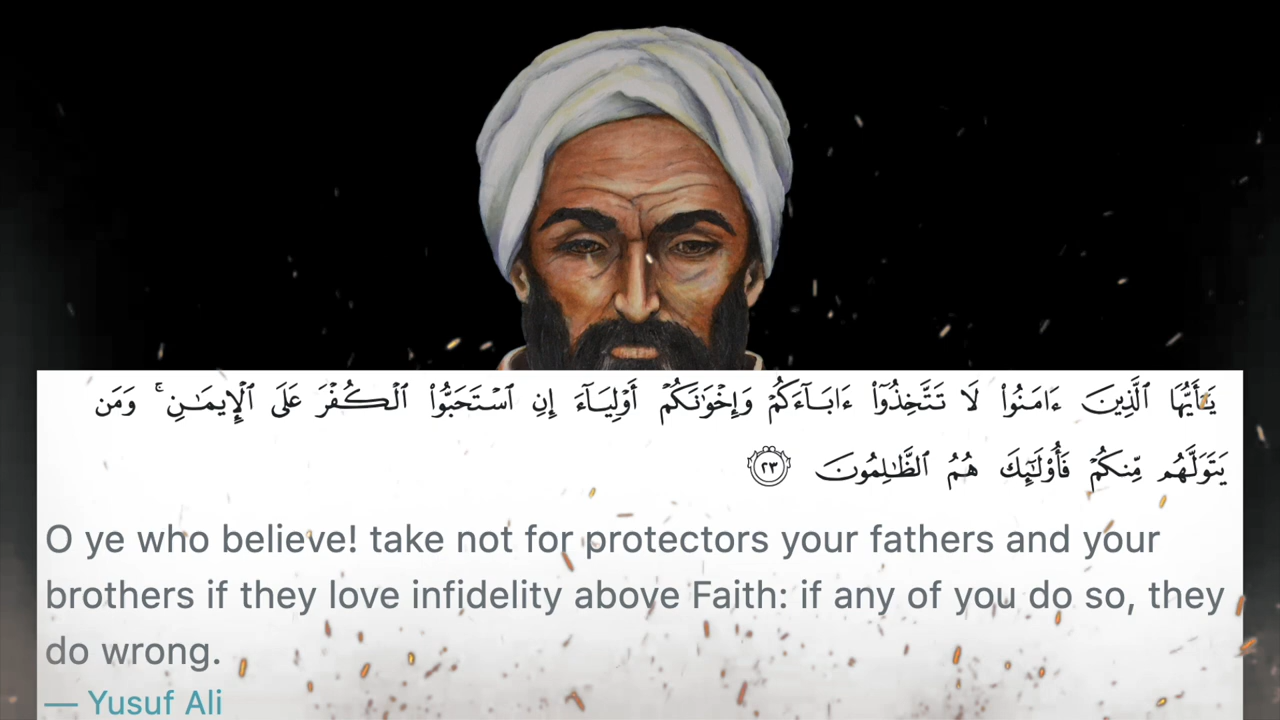 يَـٰٓأَيُّهَا ٱلَّذِينَ ءَامَنُوا۟ لَا تَتَّخِذُوٓا۟ ءَابَآءَكُمْ وَإِخْوَٰنَكُمْ أَوْلِيَآءَ إِنِ ٱسْتَحَبُّوا۟ ٱلْكُفْرَ عَلَى ٱلْإِيمَـٰنِ ۚ وَمَن
يَتَوَلَّهُم مِّنكُمْ فَأُو۟لَـٰٓئِكَ هُمُ ٱلظَّـٰلِمُونَ ٢٣
O ye who believe! take not for protectors your fathers and your
brothers if they love infidelity above Faith: if any of you do so, they
do wrong.
— Yusuf Ali